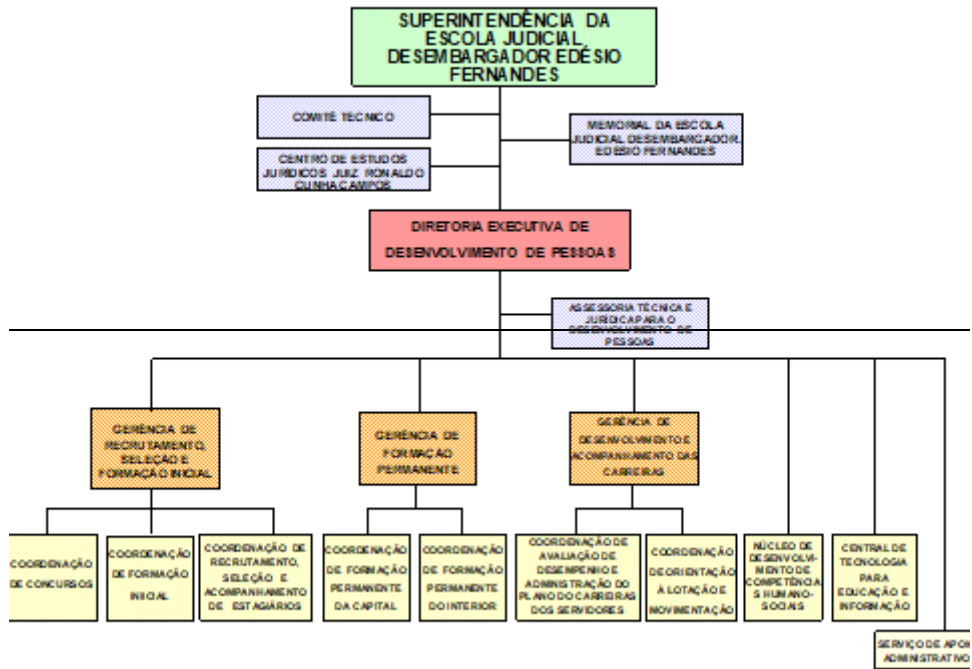 SUPERINTENDÊNCIA DA
ESCOLA JUDICIAL
DESEMBARGADOR EDÉSIO
FERNANDES
COMITÊ TÉCNICO
MEMORIAL DA ESCOLA
JUDICIAL DESEMBARGADOR.
EDÉSIO FERNANDES
CENTRO DE ESTUDOS
JURÍDICOS JUIZ RONALDO
CUNHA CAMPOS
DIRETORIA EXECUTIVA DE
DESENVOLVIMENTO DE PESSOAS
ASSESSORIA TÉCNICA E
JURÍDICA PARA O
DESENVOLVIMENTO DE
PESSOAS
GERÊNCIA DE
RECRUTAMENTO,
SELEÇÃO E
FORMAÇÃO INICIAL
GERÊNCIA DE
FORMAÇÃO
PERMANENTE
GERÊNCIA DE
DESENVOLVIMENTO E
ACOMPANHAMENTO DAS
CARREIRAS
COORDENAÇÃO
DE CONCURSOS
COORDENAÇÃO
DE FORMAÇÃO
INICIAL
COORDENAÇÃO DE
RECRUTAMENTO,
SELEÇÃO E
ACOMPANHAMENTO
DE ESTAGIÁRIOS
COORDENAÇÃO
DE FORMAÇÃO
PERMANENTE
DA CAPITAL
COORDENAÇÃO
DE FORMAÇÃO
PERMANENTE
DO INTERIOR
COORDENAÇÃO DE
AVALIAÇÃO DE
DESEMPENHO E
ADMINISTRAÇÃO DO
PLANO DO CARREIRAS
DOS SERVIDORES
COORDENAÇÃO
DE ORIENTAÇÃO
À LOTAÇÃO E
MOVIMENTAÇÃO
NÚCLEO DE
DESENVOLVI-
MENTO DE
COMPETÊNCIA
S HUMANO-
SOCIAIS
CENTRAL DE
TECNOLOGIA
PARA
EDUCAÇÃO E
INFORMAÇÃO
SERVIÇO DE APOIO
ADMINISTRATIVO